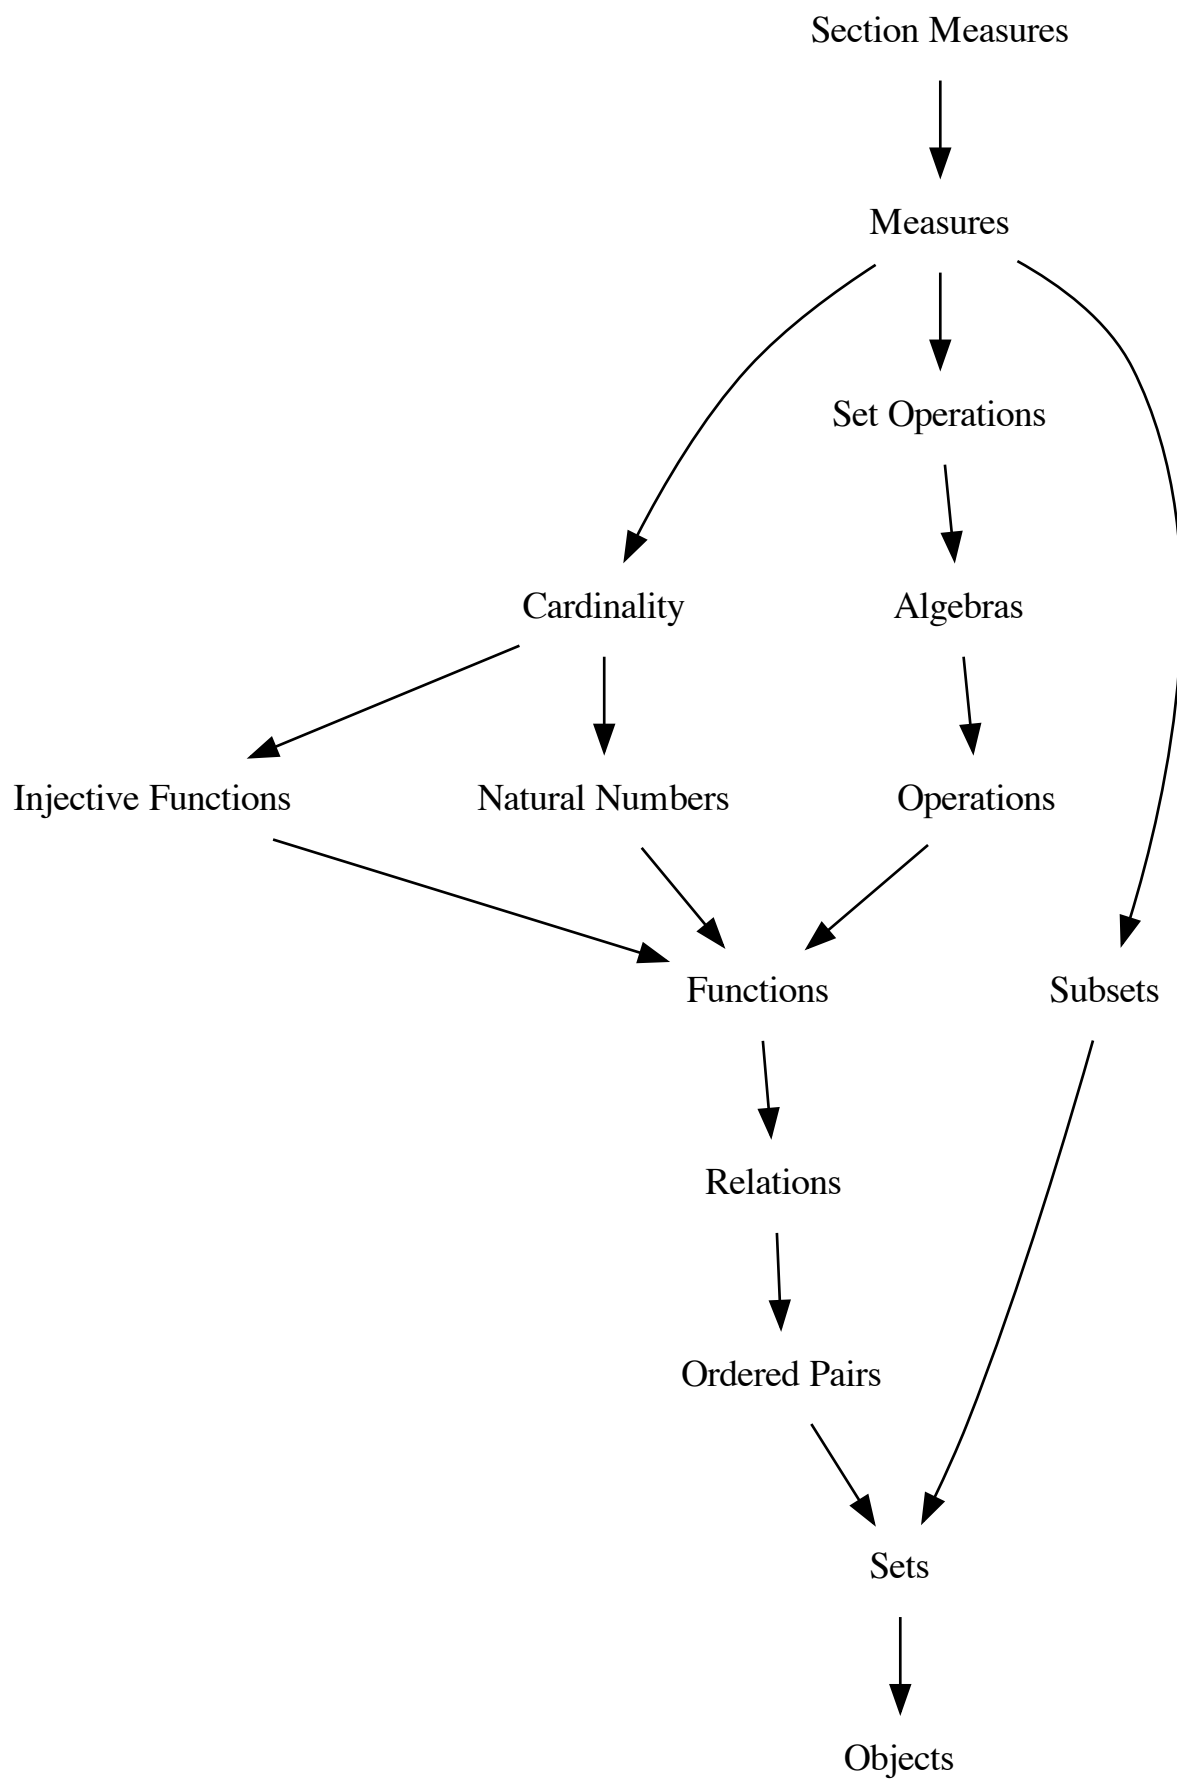 Section Measures
Measures
Set Operations
Cardinality
Algebras
Injective Functions
Natural Numbers
Operations
Functions
Subsets
Relations
Ordered Pairs
Sets
Objects